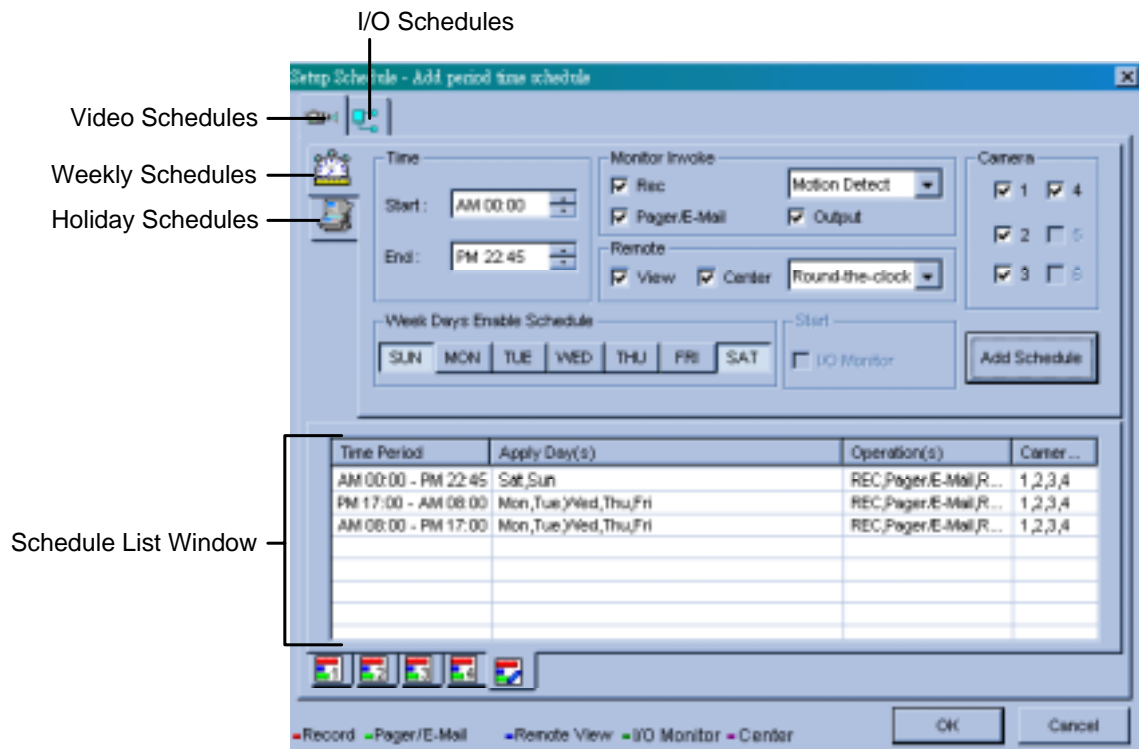 I/O Schedules
Setup Schedule - Add period time schedule
Video Schedules
Weekly Schedules
Holiday Schedules
Time
Start :
AM 00:00
End :
PM 22:45
Monitor Invoke
Rec
Motion Detect
Pager/E-Mail
Output
Remote
View
Center
Round-the-clock
Camera
1
4
2
5
3
6
Week Days Enable Schedule
SUN MON TUE WED THU FRI SAT
Start
I/O Monitor
Add Schedule
Schedule List Window
Time Period Apply Day(s) Operation(s) Camer...
AM 00:00 - PM 22:45 Sat,Sun REC,Pager/E-Mail,R... 1,2,3,4
PM 17:00 - AM 08:00 Mon,Tue,Wed,Thu,Fri REC,Pager/E-Mail,R... 1,2,3,4
AM 08:00 - PM 17:00 Mon,Tue,Wed,Thu,Fri REC,Pager/E-Mail,R... 1,2,3,4
1 2 3 4
Record Pager/E-Mail Remote View I/O Monitor Center
OK
Cancel